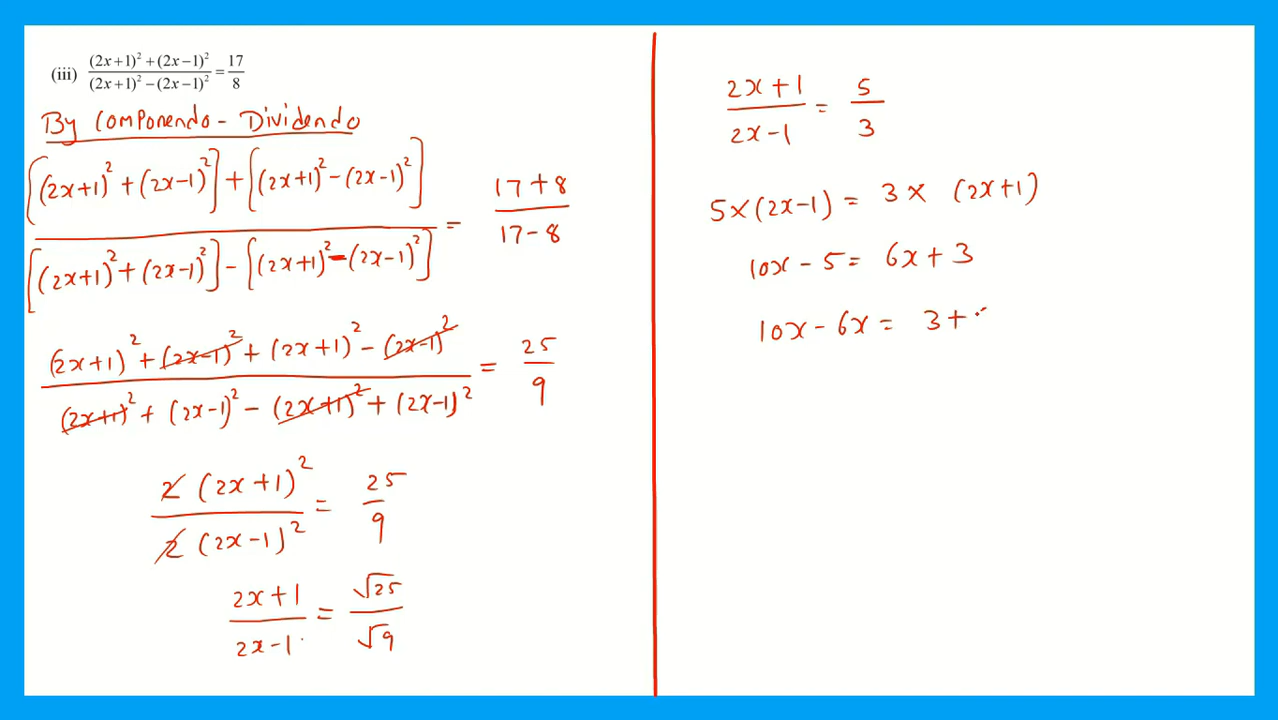 (iii) ((2x+1)²+(2x−1)²)/((2x+1)²−(2x−1)²) = 17/8
By Componendo - Dividendo
([(2x+1)²+(2x-1)²]+[(2x+1)²-(2x-1)²])/([(2x+1)²+(2x-1)²]-[(2x+1)²-(2x-1)²]) = (17+8)/(17-8)
((2x+1)²+(2x-1)²+(2x+1)²-(2x-1)²)/((2x+1)²+(2x-1)²-(2x+1)²+(2x-1)²) = 25/9
(2(2x+1)²)/(2(2x-1)²) = 25/9
(2x+1)/(2x-1) = √25/√9
(2x+1)/(2x-1) = 5/3
5×(2x-1) = 3×(2x+1)
10x-5 = 6x+3
10x-6x = 3+